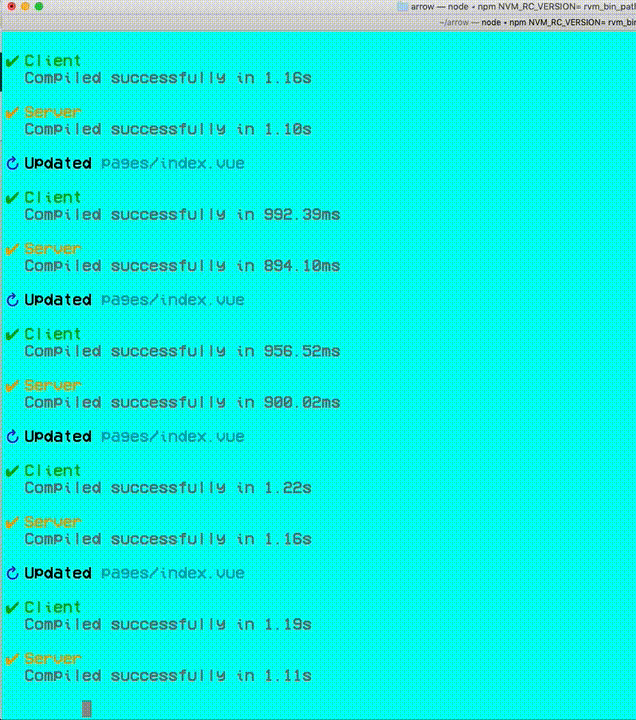 arrow — node • npm NVM_RC_VERSION= rvm_bin_pat
~/arrow — node • npm NVM_RC_VERSION= rvm_bin
✔ Client
Compiled successfully in 1.16s
✔ Server
Compiled successfully in 1.10s
↻ Updated pages/index.vue
✔ Client
Compiled successfully in 992.39ms
✔ Server
Compiled successfully in 894.10ms
↻ Updated pages/index.vue
✔ Client
Compiled successfully in 956.52ms
✔ Server
Compiled successfully in 900.02ms
↻ Updated pages/index.vue
✔ Client
Compiled successfully in 1.22s
✔ Server
Compiled successfully in 1.16s
↻ Updated pages/index.vue
✔ Client
Compiled successfully in 1.19s
✔ Server
Compiled successfully in 1.11s